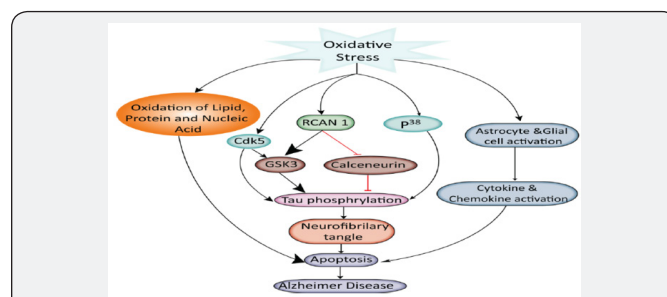 Oxidative
Stress
Oxidation of Lipid,
Protein and Nucleic
Acid
Cdk5
RCAN 1
P38
Astrocyte &Glial
cell activation
GSK3
Calceneurin
Tau phosphrylation
Cytokine &
Chemokine activation
Neurofibrilary
tangle
Apoptosis
Alzheimer Disease